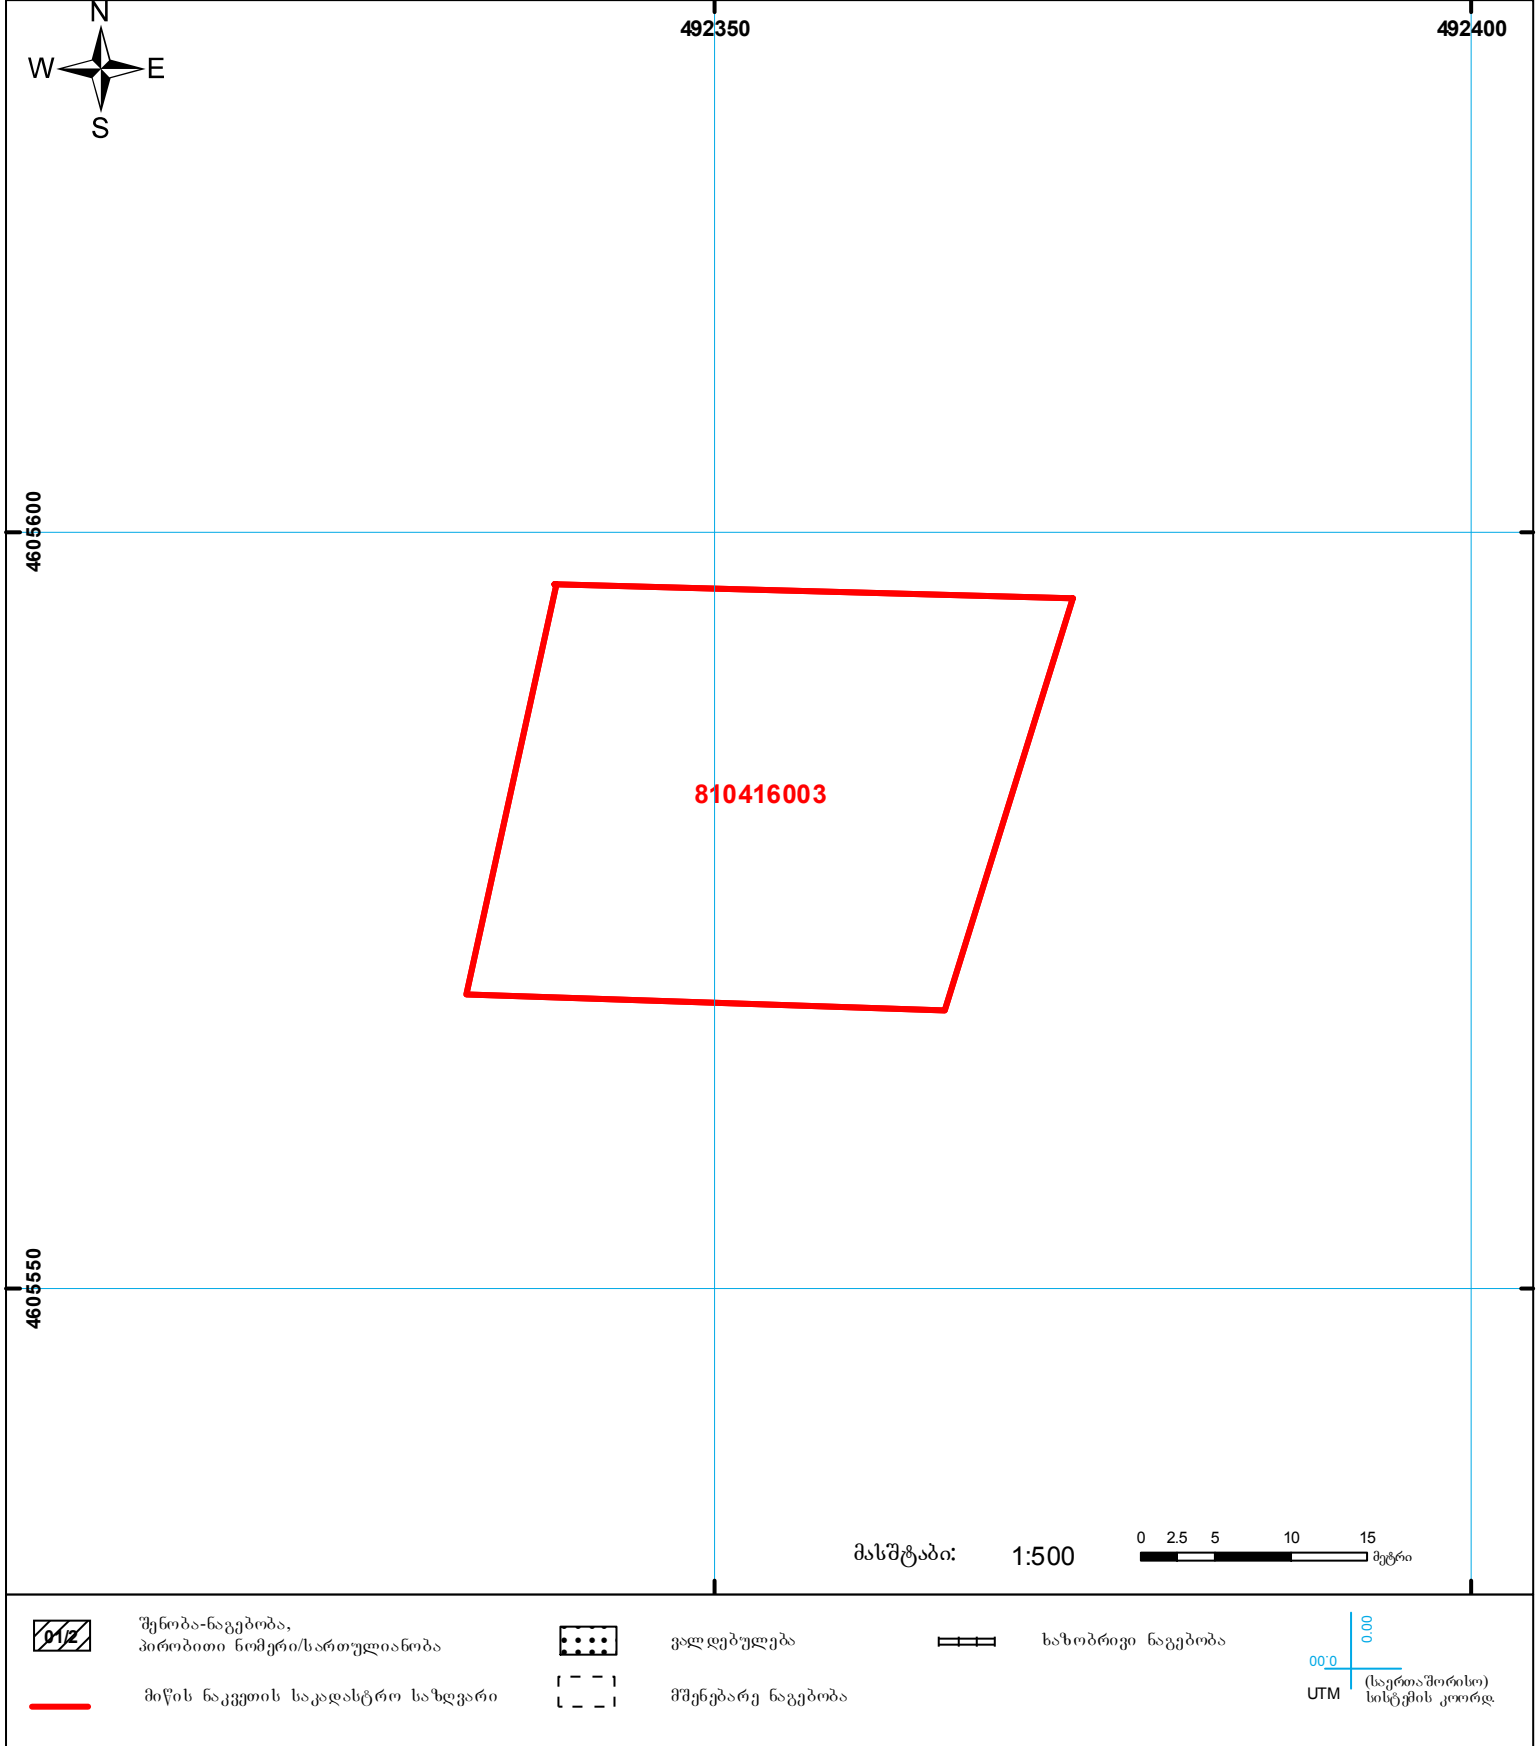 N
W E
S
492350
492400
4605600
810416003
4605550
მასშტაბი: 1:500
0 2.5 5 10 15
მეტრი
01/2
შენობა-ნაგებობა,
პირობითი ნომერი/სართულიანობა
ვალდებულება
ხაზობრივი ნაგებობა
მიწის ნაკვეთის საკადასტრო საზღვარი
მშენებარე ნაგებობა
0.00
0.00
UTM
(საერთაშორისო)
სისტემის კოორდ.